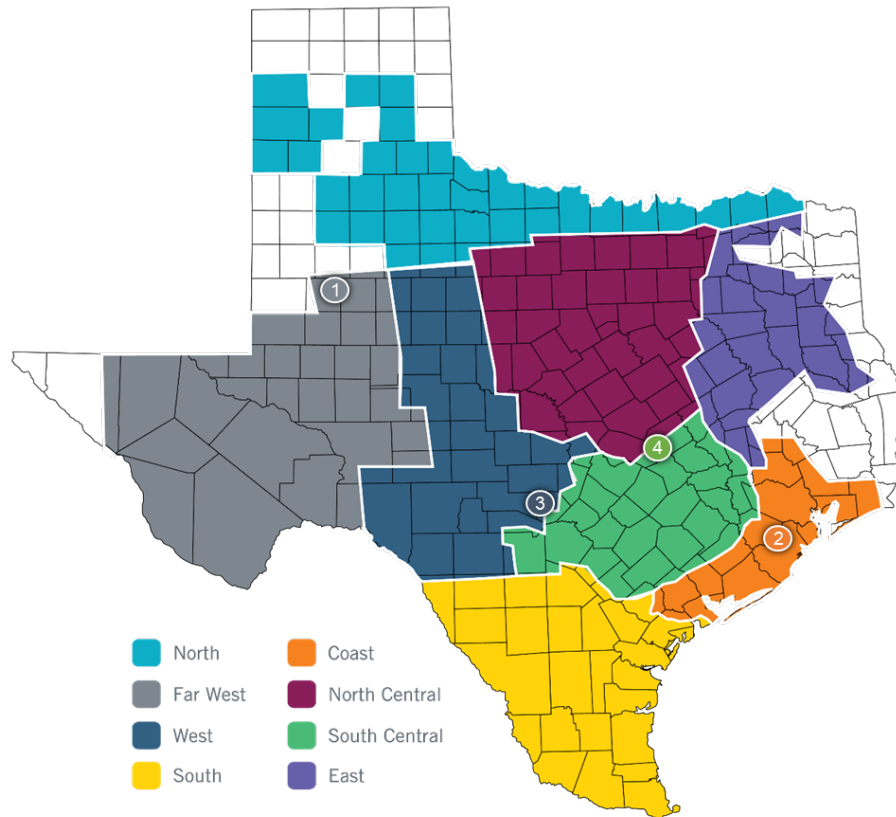 1
4
3
2
North
Coast
Far West
North Central
West
South Central
South
East